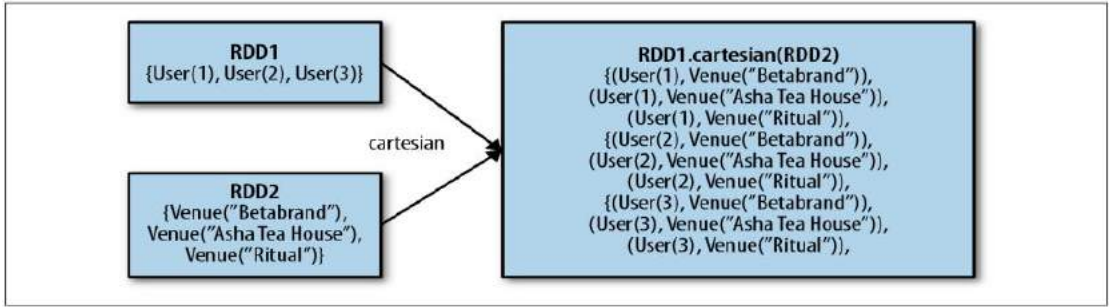 RDD1
{User(1), User(2), User(3)}
cartesian
RDD2
{Venue("Betabrand"),
Venue("Asha Tea House"),
Venue("Ritual")}
RDD1.cartesian(RDD2)
{(User(1), Venue("Betabrand")),
(User(1), Venue("Asha Tea House")),
(User(1), Venue("Ritual")),
{(User(2), Venue("Betabrand")),
(User(2), Venue("Asha Tea House")),
(User(2), Venue("Ritual")),
{(User(3), Venue("Betabrand")),
(User(3), Venue("Asha Tea House")),
(User(3), Venue("Ritual")),